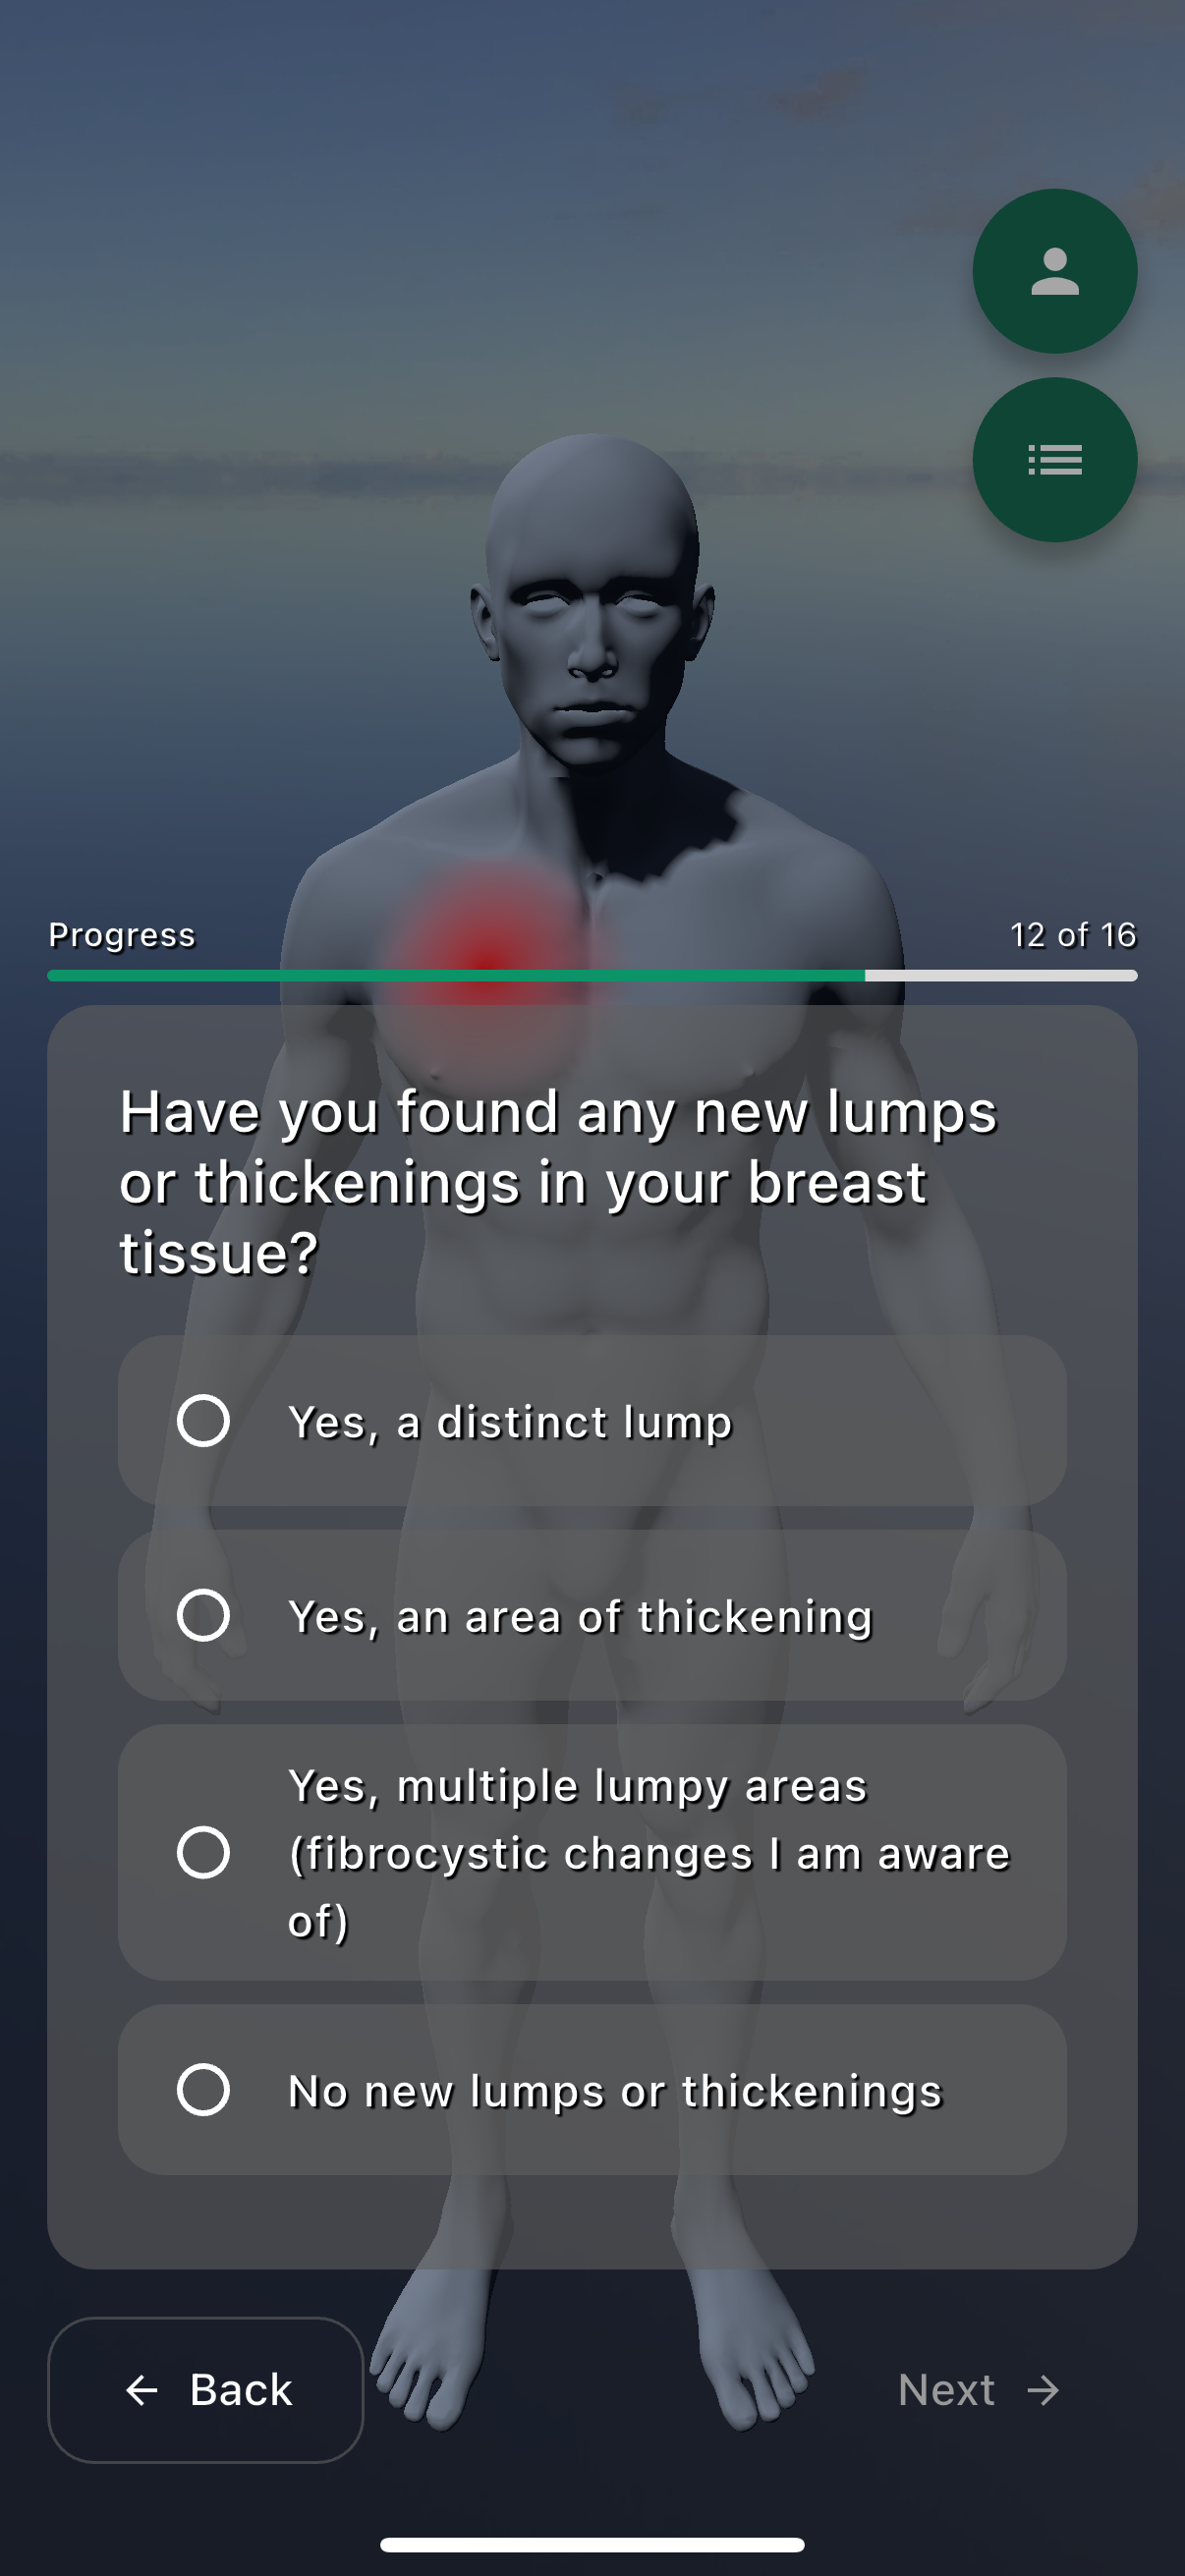 Progress
12 of 16
Have you found any new lumps
or thickenings in your breast
tissue?
Yes, a distinct lump
Yes, an area of thickening
Yes, multiple lumpy areas
(fibrocystic changes I am aware
of)
No new lumps or thickenings
Back
Next